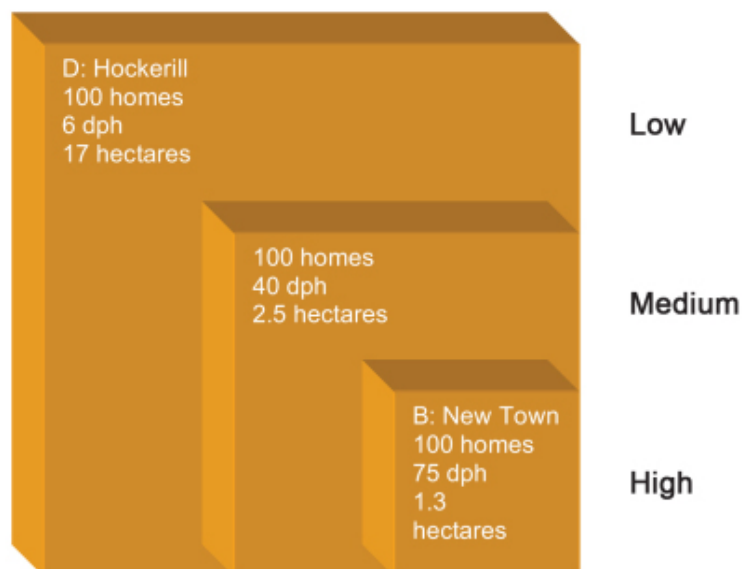 D: Hockerill
100 homes
6 dph
17 hectares
Low
100 homes
40 dph
2.5 hectares
Medium
B: New Town
100 homes
75 dph
1.3
hectares
High